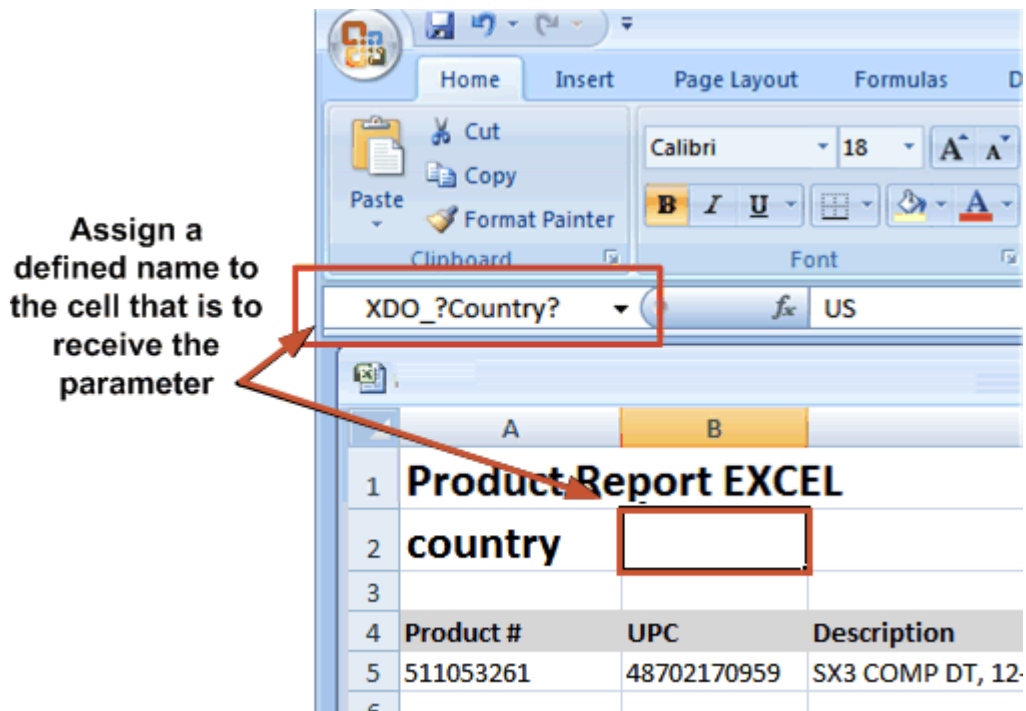 Home Insert Page Layout Formulas D
Cut
Calibri 18 A A
Copy
Paste
B I U A
Format Painter
Clipboard Font
Assign a
defined name to
the cell that is to
receive the
parameter
XDO_?Country? fx US
A B
1 Product Report EXCEL
2 country
3
4 Product # UPC Description
5 511053261 48702170959 SX3 COMP DT, 12-
6